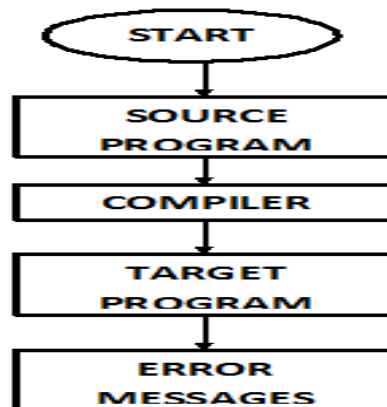 START
SOURCE
PROGRAM
COMPILER
TARGET
PROGRAM
ERROR
MESSAGES